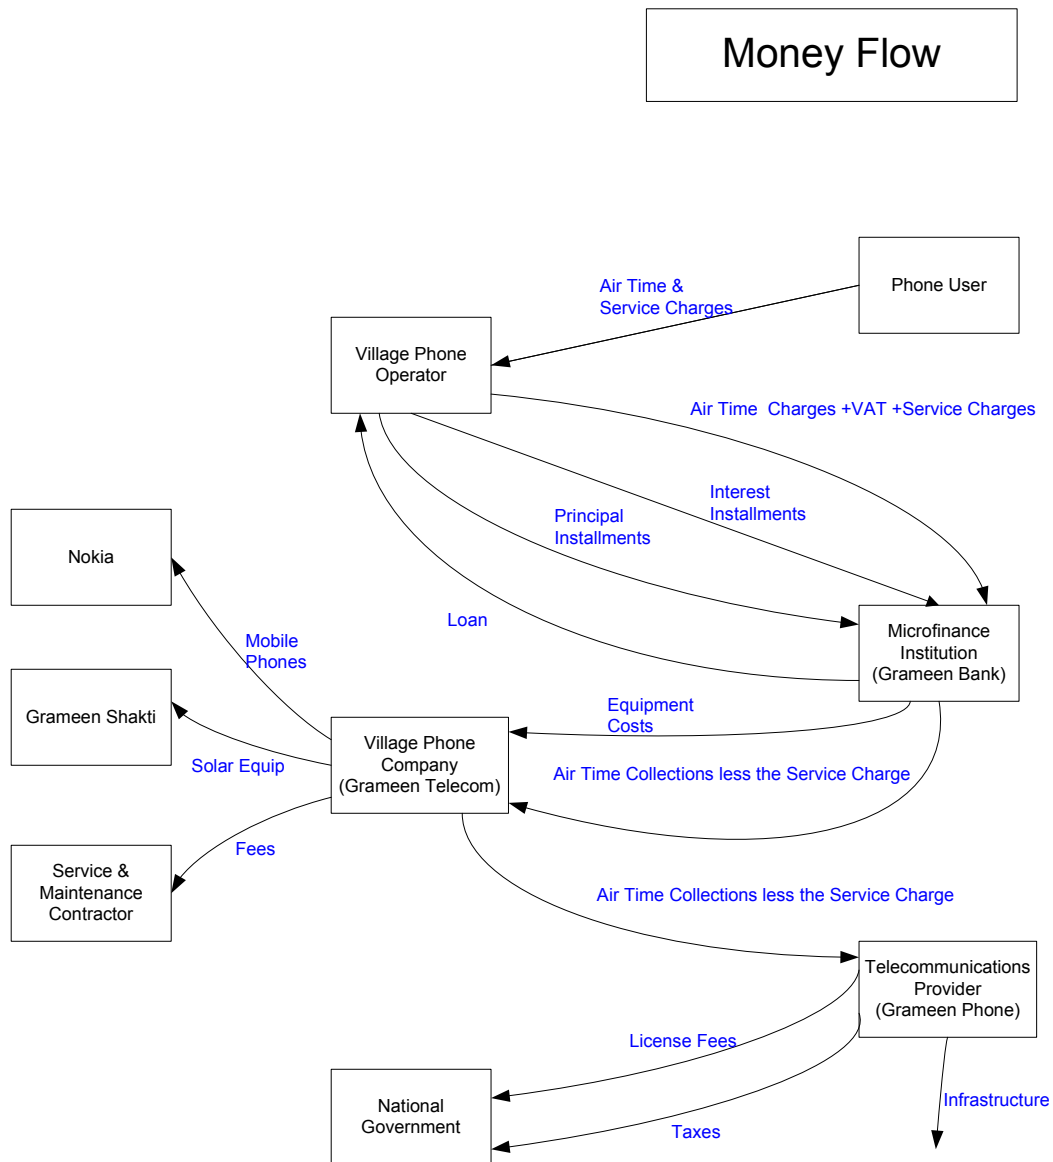 Money Flow
Phone User
Air Time &
Service Charges
Village Phone
Operator
Air Time  Charges +VAT +Service Charges
Interest
Installments
Principal
Installments
Nokia
Loan
Microfinance
Institution
(Grameen Bank)
Mobile
Phones
Grameen Shakti
Equipment
Costs
Village Phone
Company
(Grameen Telecom)
Solar Equip
Air Time Collections less the Service Charge
Fees
Service &
Maintenance
Contractor
Air Time Collections less the Service Charge
Telecommunications
Provider
(Grameen Phone)
License Fees
National
Government
Infrastructure
Taxes